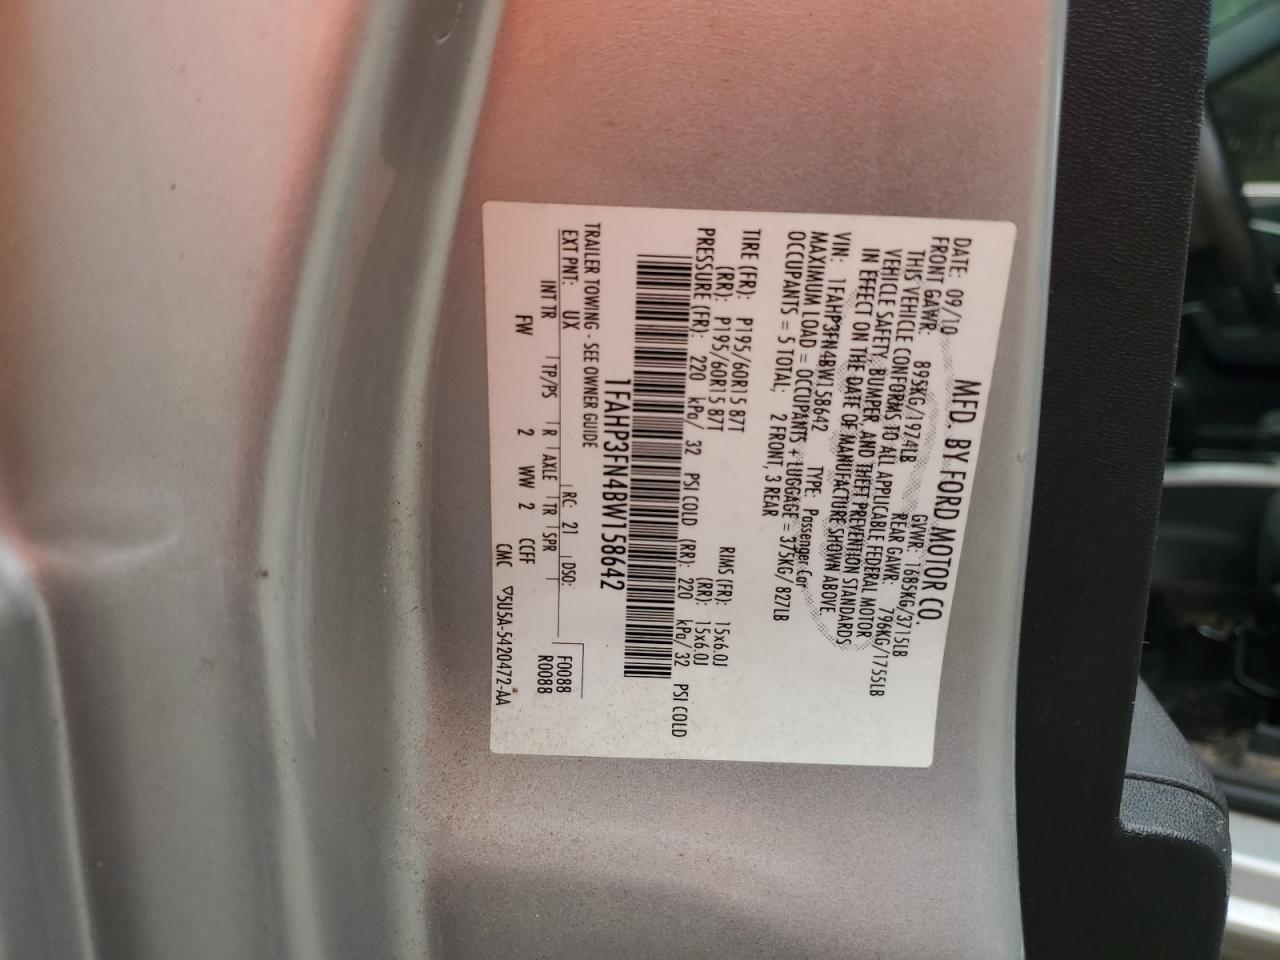 MFD. BY FORD MOTOR CO.
DATE: 09/10 GVWR: 1685KG/3715LB
FRONT GAWR: 895KG/1974LB REAR GAWR: 796KG/1755LB
THIS VEHICLE CONFORMS TO ALL APPLICABLE FEDERAL MOTOR
VEHICLE SAFETY, BUMPER, AND THEFT PREVENTION STANDARDS
IN EFFECT ON THE DATE OF MANUFACTURE SHOWN ABOVE.
VIN: 1FAHP3FN4BW158642 TYPE: Passenger Car
MAXIMUM LOAD = OCCUPANTS + LUGGAGE = 375KG/827LB
OCCUPANTS = 5 TOTAL; 2 FRONT, 3 REAR
TIRE (FR): P195/60R15 87T RIMS (FR): 15x6.0J
(RR): P195/60R15 87T (RR): 15x6.0J
PRESSURE (FR): 220 kPa/ 32 PSI COLD (RR): 220 kPa/ 32 PSI COLD
1FAHP3FN4BW158642
TRAILER TOWING - SEE OWNER GUIDE
EXT PNT: UX RC: 21 DSO: F0088
INT TR TP/PS R AXLE TR SPR R0088
FW 2 WW 2 CCFF
CMC ▽5U5A-5420472-AA